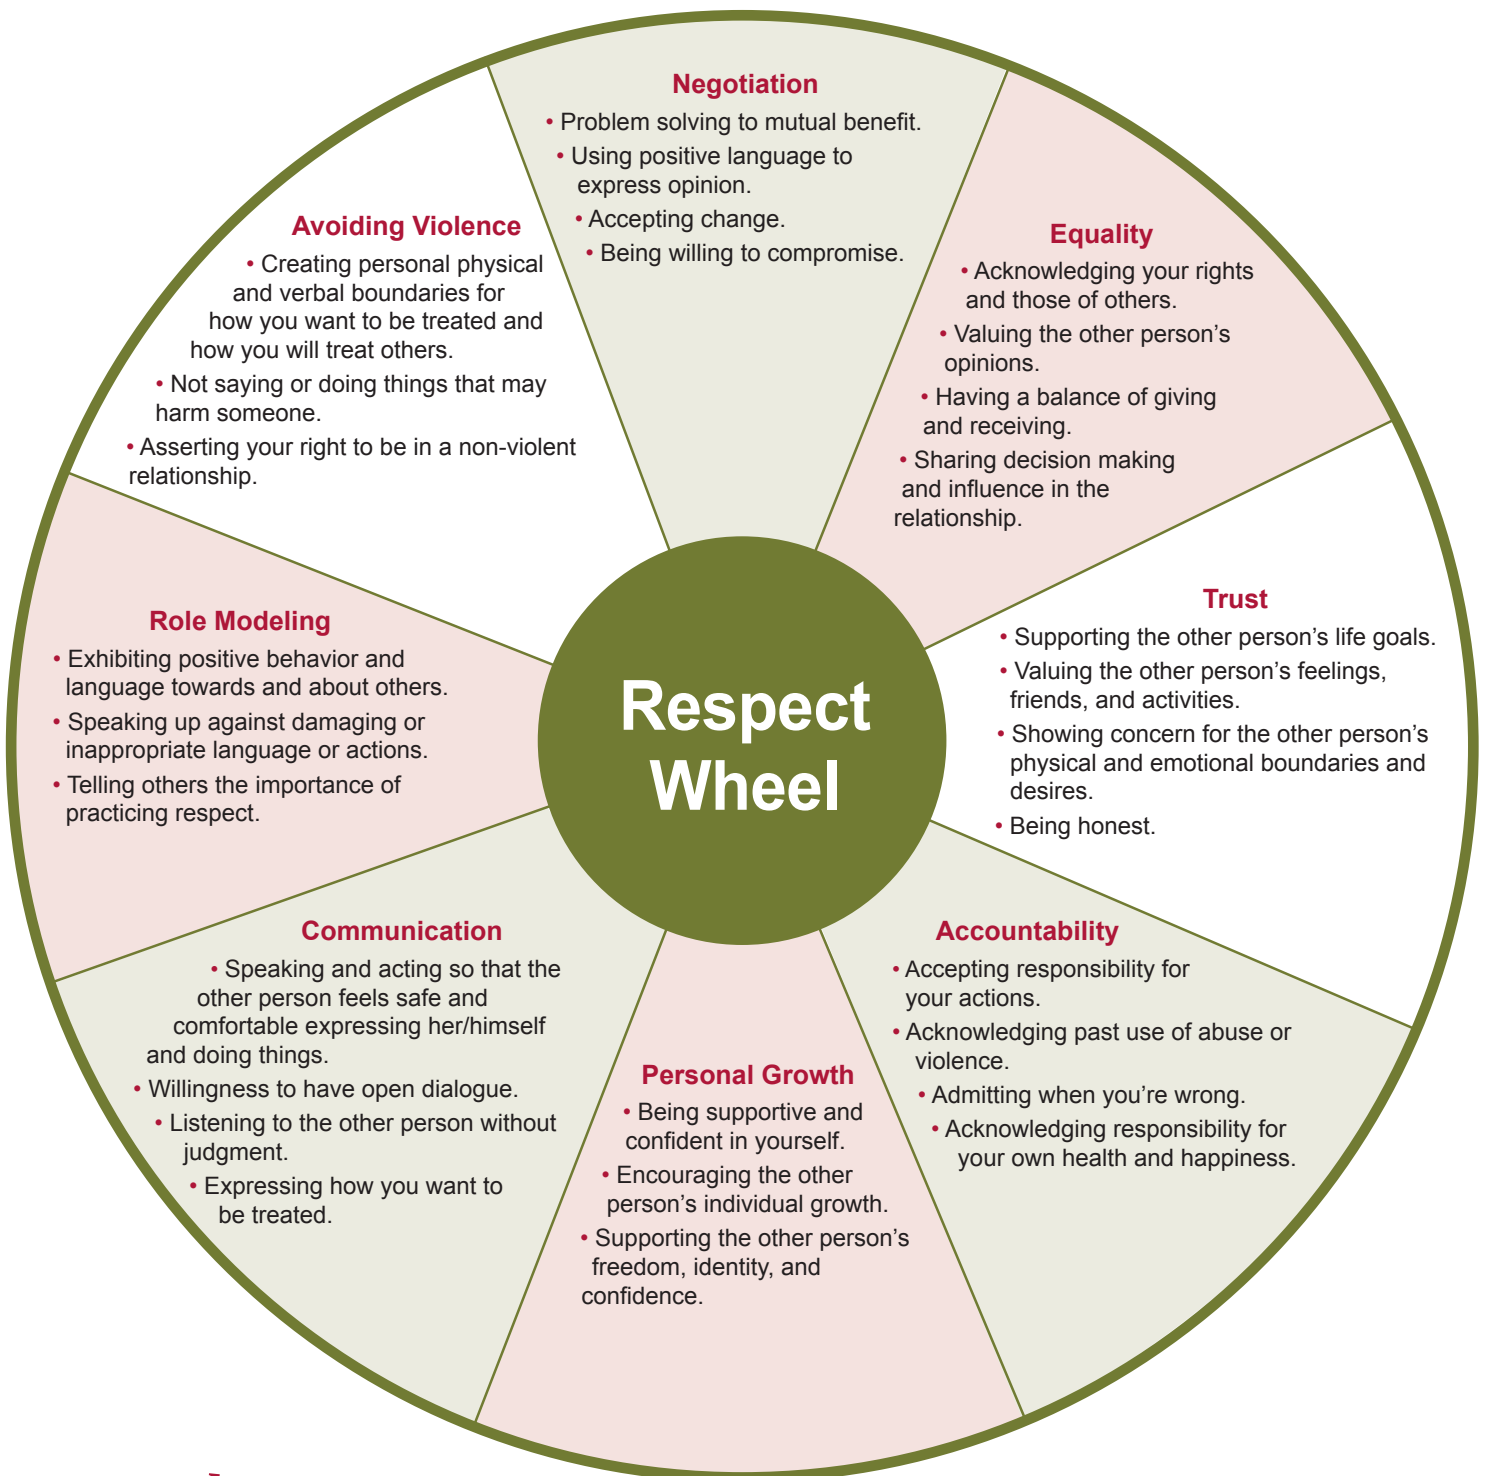 Negotiation
• Problem solving to mutual benefit.
• Using positive language to
express opinion.
• Accepting change.
• Being willing to compromise.
Equality
• Acknowledging your rights
and those of others.
• Valuing the other person’s
opinions.
• Having a balance of giving
and receiving.
• Sharing decision making
and influence in the
relationship.
Trust
• Supporting the other person’s life goals.
• Valuing the other person’s feelings,
friends, and activities.
• Showing concern for the other person’s
physical and emotional boundaries and
desires.
• Being honest.
Accountability
• Accepting responsibility for
your actions.
• Acknowledging past use of abuse or
violence.
• Admitting when you’re wrong.
• Acknowledging responsibility for
your own health and happiness.
Personal Growth
• Being supportive and
confident in yourself.
• Encouraging the other
person’s individual growth.
• Supporting the other person’s
freedom, identity, and
confidence.
Communication
• Speaking and acting so that the
other person feels safe and
comfortable expressing her/himself
and doing things.
• Willingness to have open dialogue.
• Listening to the other person without
judgment.
• Expressing how you want to
be treated.
Role Modeling
• Exhibiting positive behavior and
language towards and about others.
• Speaking up against damaging or
inappropriate language or actions.
• Telling others the importance of
practicing respect.
Avoiding Violence
• Creating personal physical
and verbal boundaries for
how you want to be treated and
how you will treat others.
• Not saying or doing things that may
harm someone.
• Asserting your right to be in a non-violent
relationship.
Respect
Wheel